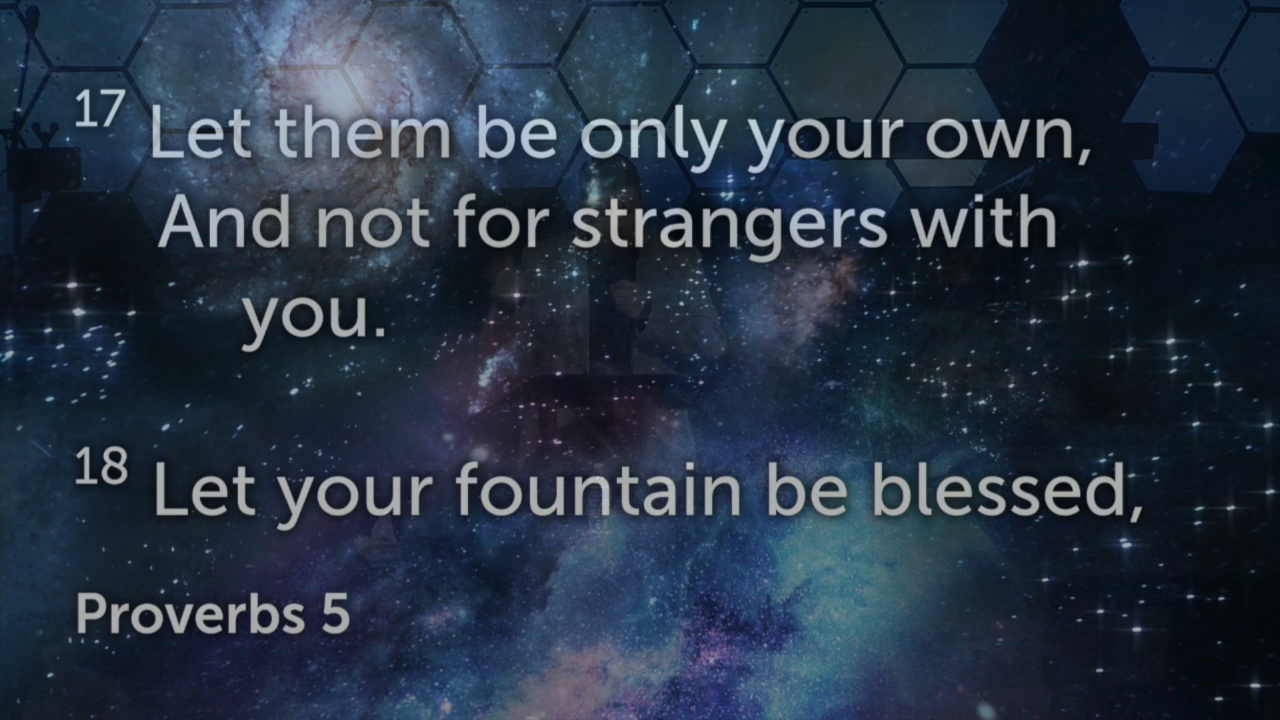 17 Let them be only your own,
And not for strangers with
you.
18 Let your fountain be blessed,
Proverbs 5